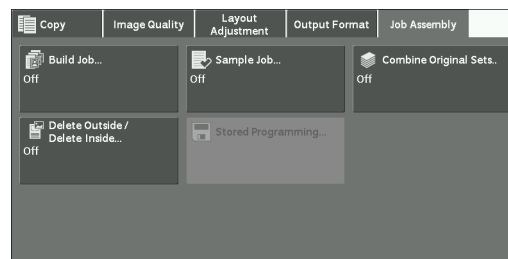 Copy
Image Quality
Layout
Adjustment
Output Format
Job Assembly
Build Job...
Off
Sample Job...
Off
Combine Original Sets..
Off
Delete Outside /
Delete Inside...
Off
Stored Programming...